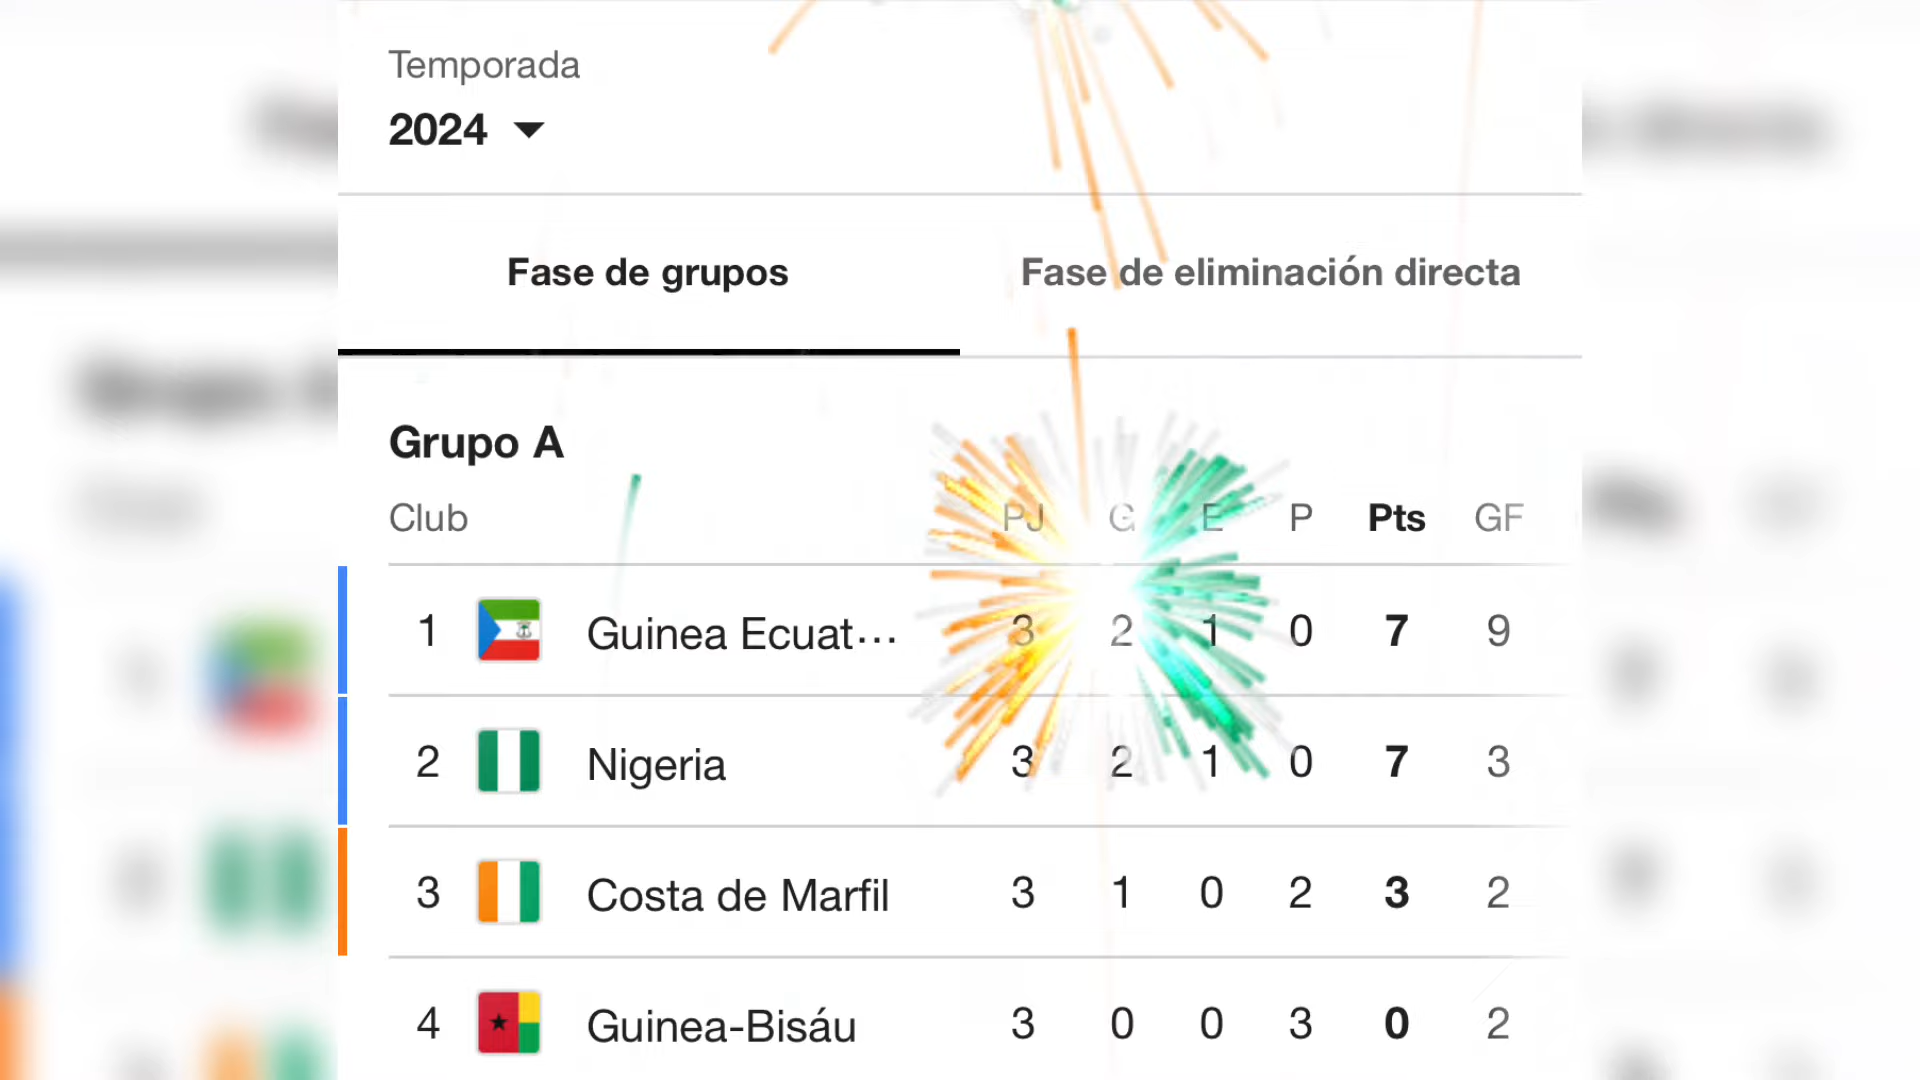 Temporada
2024
Fase de grupos Fase de eliminación directa
Grupo A
Club PJ G E P Pts GF
1 Guinea Ecuat... 3 2 1 0 7 9
2 Nigeria 3 2 1 0 7 3
3 Costa de Marfil 3 1 0 2 3 2
4 Guinea-Bisáu 3 0 0 3 0 2